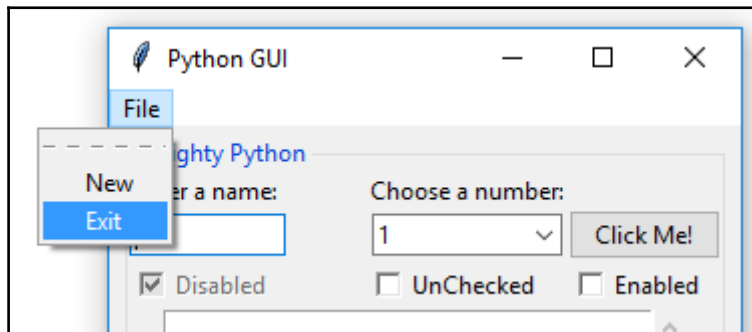 Python GUI
File
ghty Python
New
er a name:
Choose a number:
Exit
1
Click Me!
Disabled
UnChecked
Enabled